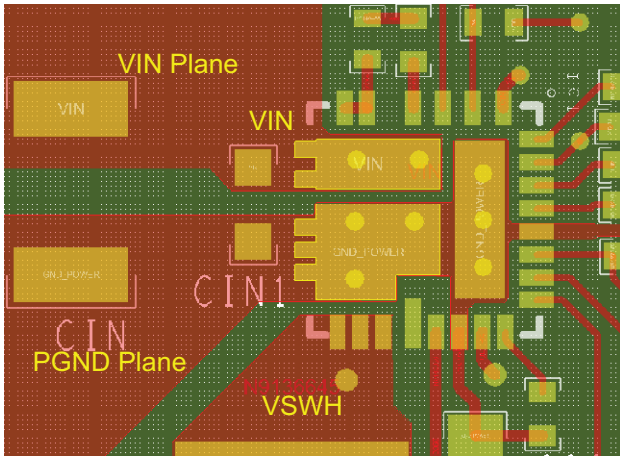 VIN Plane
VIN
VIN
VIN
GND_POWER
GND_POWER
GND_POWER
CIN1
CIN
PGND Plane
VSWH